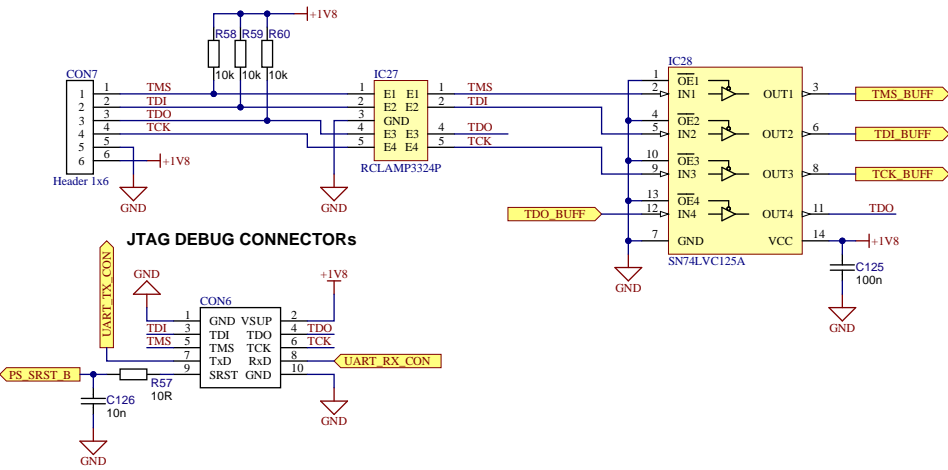 +1V8
R58 R59 R60
10k 10k 10k
CON7
1 1 TMS
2 2 TDI
3 3 TDO
4 4 TCK
5 5
6 6 +1V8
Header 1x6
GND
IC27
1 E1 E1 1 TMS
2 E2 E2 2 TDI
3 GND
4 E3 E3 4 TDO
5 E4 E4 5 TCK
RCLAMP3324P
GND
IC28
1 OE1
2 IN1 OUT1 3 TMS_BUFF
4 OE2
5 IN2 OUT2 6 TDI_BUFF
10 OE3
9 IN3 OUT3 8 TCK_BUFF
13 OE4
TDO_BUFF 12 IN4 OUT4 11 TDO
7 GND VCC 14 +1V8
SN74LVC125A
GND
C125
100n
GND
JTAG DEBUG CONNECTORs
UART_TX_CON
GND
+1V8
CON6
1 GND VSUP 2
TDI 3 TDI TDO 4 TDO
TMS 5 TMS TCK 6 TCK
7 TxD RxD 8 UART_RX_CON
9 SRST GND 10
PS_SRST_B
R57
10R
C126
10n
GND
GND